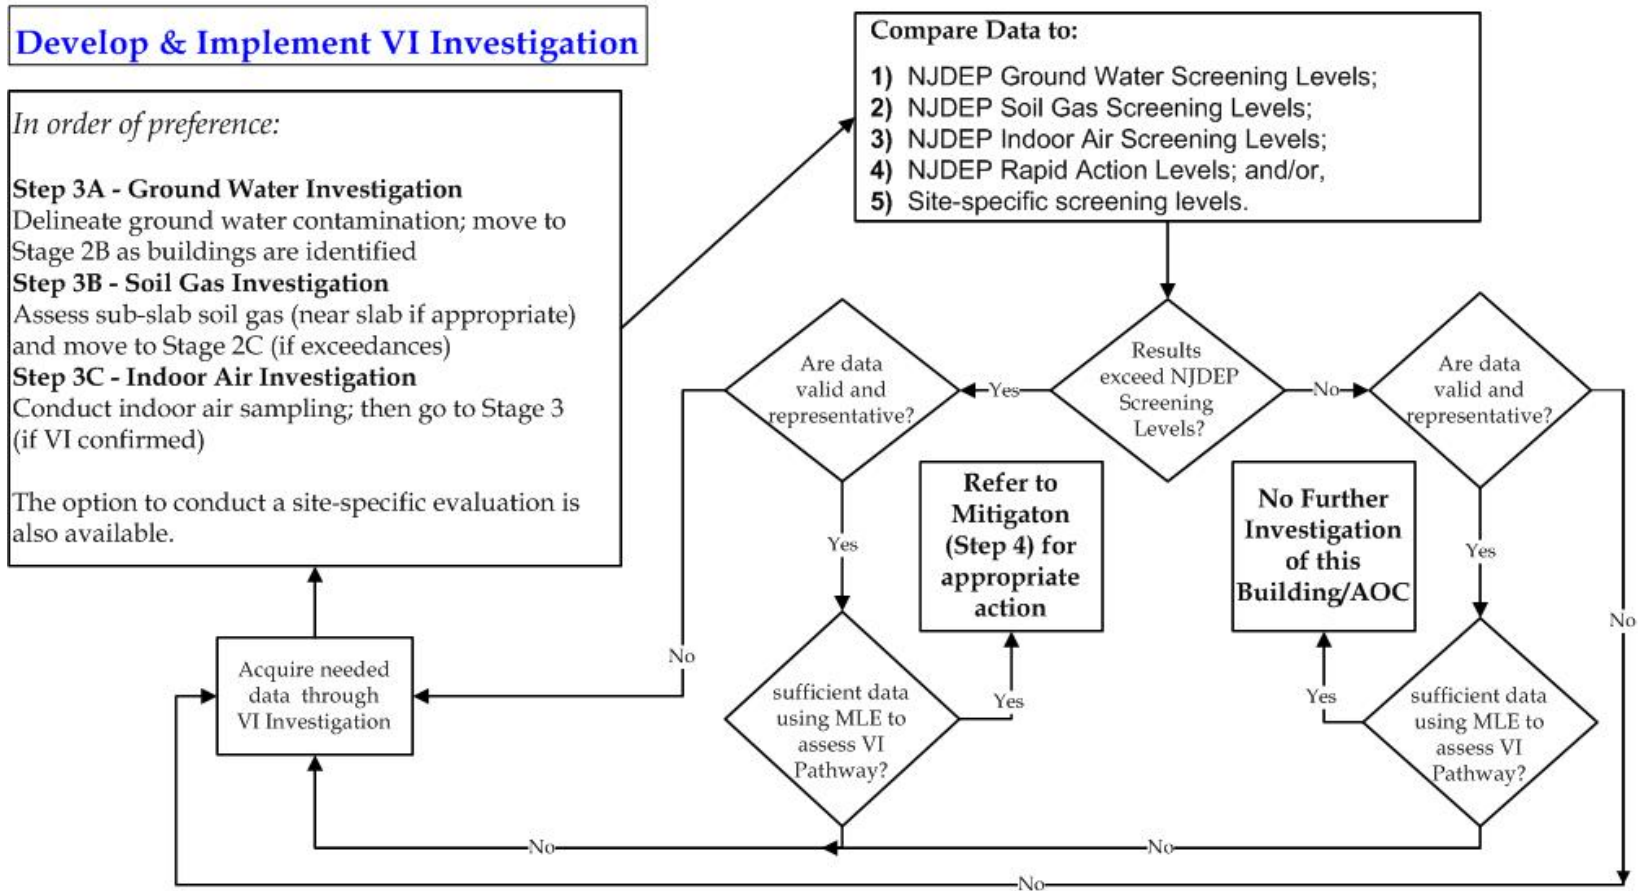 Develop & Implement VI Investigation
In order of preference:
Step 3A - Ground Water Investigation
Delineate ground water contamination; move to
Stage 2B as buildings are identified
Step 3B - Soil Gas Investigation
Assess sub-slab soil gas (near slab if appropriate)
and move to Stage 2C (if exceedances)
Step 3C - Indoor Air Investigation
Conduct indoor air sampling; then go to Stage 3
(if VI confirmed)
The option to conduct a site-specific evaluation is
also available.
Compare Data to:
1) NJDEP Ground Water Screening Levels;
2) NJDEP Soil Gas Screening Levels;
3) NJDEP Indoor Air Screening Levels;
4) NJDEP Rapid Action Levels; and/or,
5) Site-specific screening levels.
Results
exceed NJDEP
Screening
Levels?
Yes
No
Are data
valid and
representative?
Are data
valid and
representative?
Yes
No
Yes
No
Refer to
Mitigaton
(Step 4) for
appropriate
action
No Further
Investigation
of this
Building/AOC
sufficient data
using MLE to
assess VI
Pathway?
Yes
sufficient data
using MLE to
assess VI
Pathway?
Yes
Acquire needed
data through
VI Investigation
No
No
No